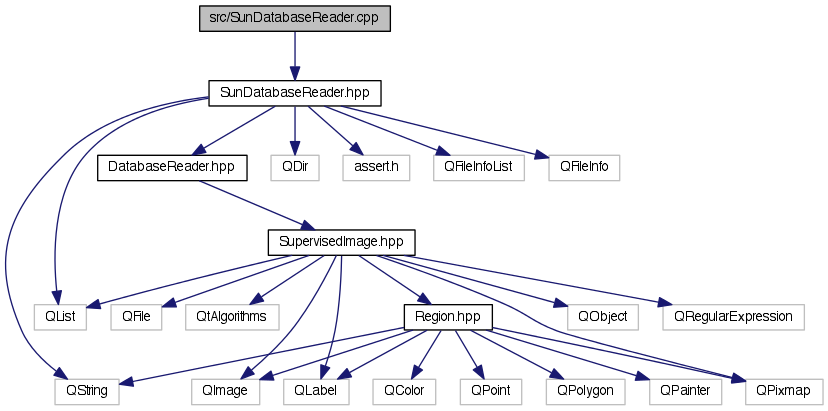 src/SunDatabaseReader.cpp
SunDatabaseReader.hpp
DatabaseReader.hpp
QDir
assert.h
QFileInfoList
QFileInfo
SupervisedImage.hpp
QList
QFile
QtAlgorithms
Region.hpp
QObject
QRegularExpression
QString
QImage
QLabel
QColor
QPoint
QPolygon
QPainter
QPixmap